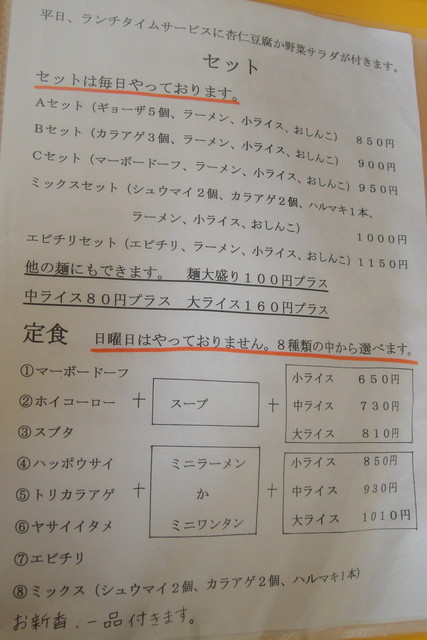 平日、ランチタイムサービスに杏仁豆腐か野菜サラダが付きます。
セット
セットは毎日やっております。
Aセット（ギョーザ５個、ラーメン、小ライス、おしんこ） ８５０円
Bセット（カラアゲ３個、ラーメン、小ライス、おしんこ） ９００円
Cセット（マーボードーフ、ラーメン、小ライス、おしんこ）９５０円
ミックスセット（シュウマイ２個、カラアゲ２個、ハルマキ１本、
ラーメン、小ライス、おしんこ） １０００円
エビチリセット（エビチリ、ラーメン、小ライス、おしんこ）１１５０円
他の麺にもできます。 麺大盛り１００円プラス
中ライス８０円プラス 大ライス１６０円プラス
定食 日曜日はやっておりません。８種類の中から選べます。
①マーボードーフ
②ホイコーロー
③スブタ
④ハッポウサイ
⑤トリカラアゲ
⑥ヤサイイタメ
⑦エビチリ
⑧ミックス（シュウマイ２個、カラアゲ２個、ハルマキ１本）
＋
スープ
＋
小ライス ６５０円
中ライス ７３０円
大ライス ８１０円
＋
ミニラーメン
か
ミニワンタン
＋
小ライス ８５０円
中ライス ９３０円
大ライス １０１０円
お新香、一品付きます。